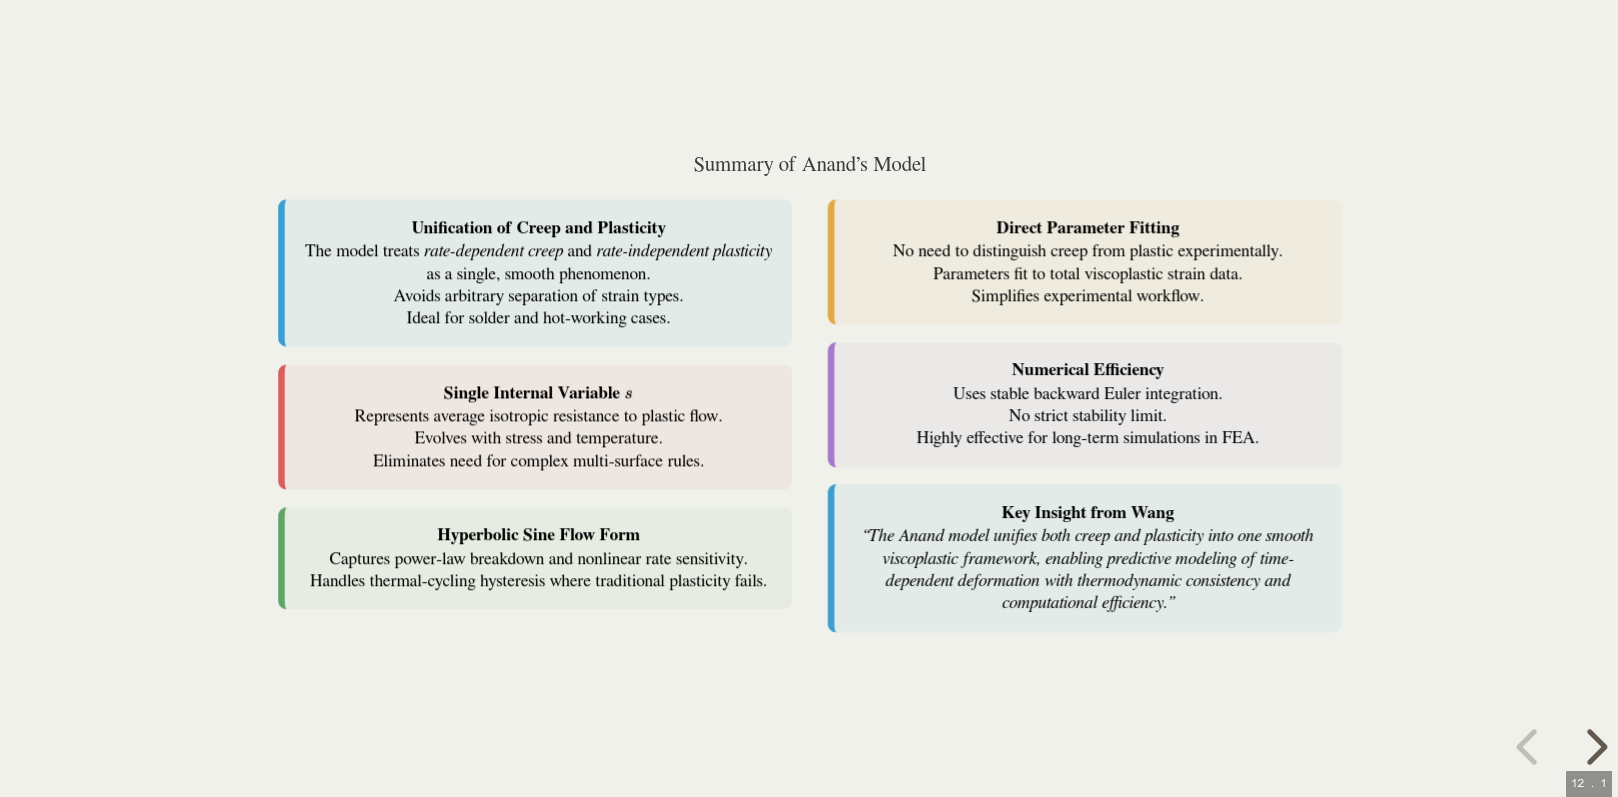 Summary of Anand’s Model
Unification of Creep and Plasticity
The model treats rate-dependent creep and rate-independent plasticity
as a single, smooth phenomenon.
Avoids arbitrary separation of strain types.
Ideal for solder and hot-working cases.
Single Internal Variable s
Represents average isotropic resistance to plastic flow.
Evolves with stress and temperature.
Eliminates need for complex multi-surface rules.
Hyperbolic Sine Flow Form
Captures power-law breakdown and nonlinear rate sensitivity.
Handles thermal-cycling hysteresis where traditional plasticity fails.
Direct Parameter Fitting
No need to distinguish creep from plastic experimentally.
Parameters fit to total viscoplastic strain data.
Simplifies experimental workflow.
Numerical Efficiency
Uses stable backward Euler integration.
No strict stability limit.
Highly effective for long-term simulations in FEA.
Key Insight from Wang
“The Anand model unifies both creep and plasticity into one smooth
viscoplastic framework, enabling predictive modeling of time-
dependent deformation with thermodynamic consistency and
computational efficiency.”
12 . 1